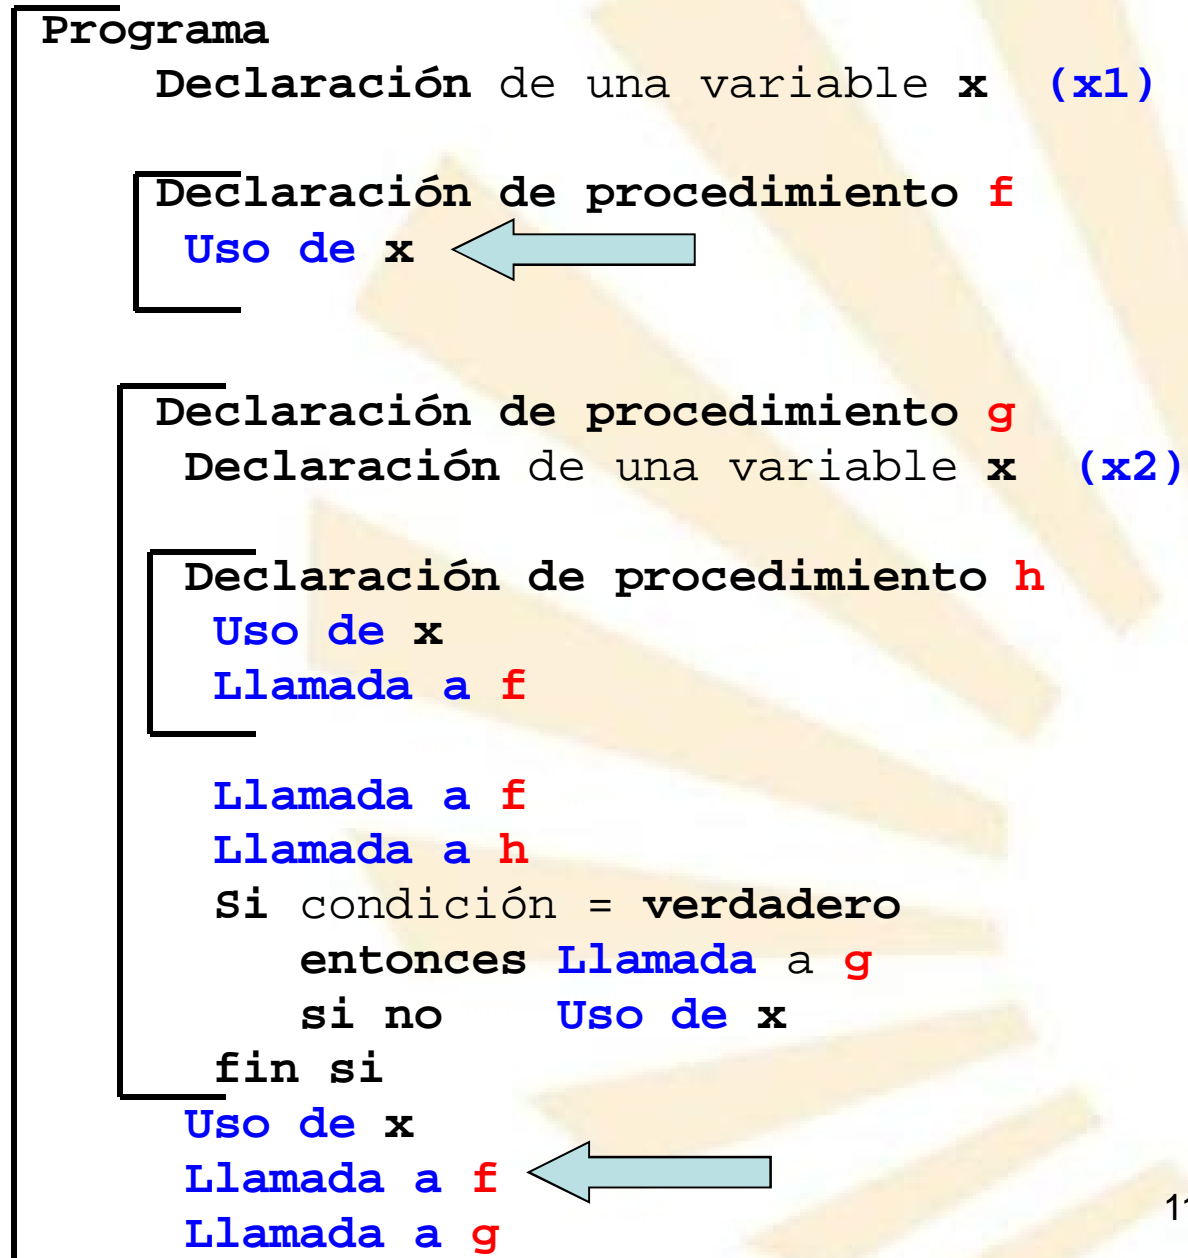 Programa
Declaración de una variable x (x1)
Declaración de procedimiento f
Uso de x
Declaración de procedimiento g
Declaración de una variable x (x2)
Declaración de procedimiento h
Uso de x
Llamada a f
Llamada a f
Llamada a h
Si condición = verdadero
entonces Llamada a g
si no Uso de x
fin si
Uso de x
Llamada a f
Llamada a g